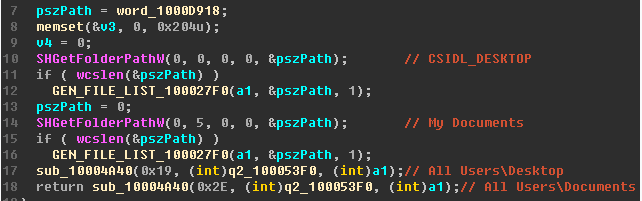 7 pszPath = word_1000D918;
8 memset(&v3, 0, 0x204u);
9 v4 = 0;
10 SHGetFolderPathW(0, 0, 0, 0, &pszPath); // CSIDL_DESKTOP
11 if ( wcslen(&pszPath) )
12 GEN_FILE_LIST_100027F0(a1, &pszPath, 1);
13 pszPath = 0;
14 SHGetFolderPathW(0, 5, 0, 0, &pszPath); // My Documents
15 if ( wcslen(&pszPath) )
16 GEN_FILE_LIST_100027F0(a1, &pszPath, 1);
17 sub_10004A40(0x19, (int)q2_100053F0, (int)a1);// All Users\Desktop
18 return sub_10004A40(0x2E, (int)q2_100053F0, (int)a1);// All Users\Documents